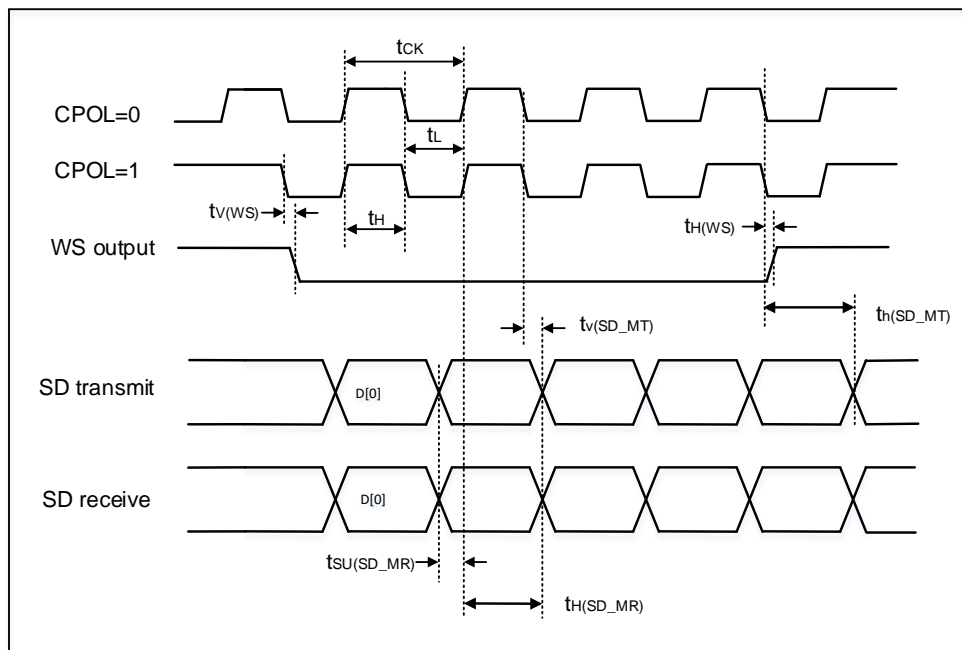 tCK
CPOL=0
tL
CPOL=1
tV(WS)
tH
tH(WS)
WS output
tv(SD_MT)
th(SD_MT)
SD transmit
D[0]
SD receive
D[0]
tSU(SD_MR)
tH(SD_MR)